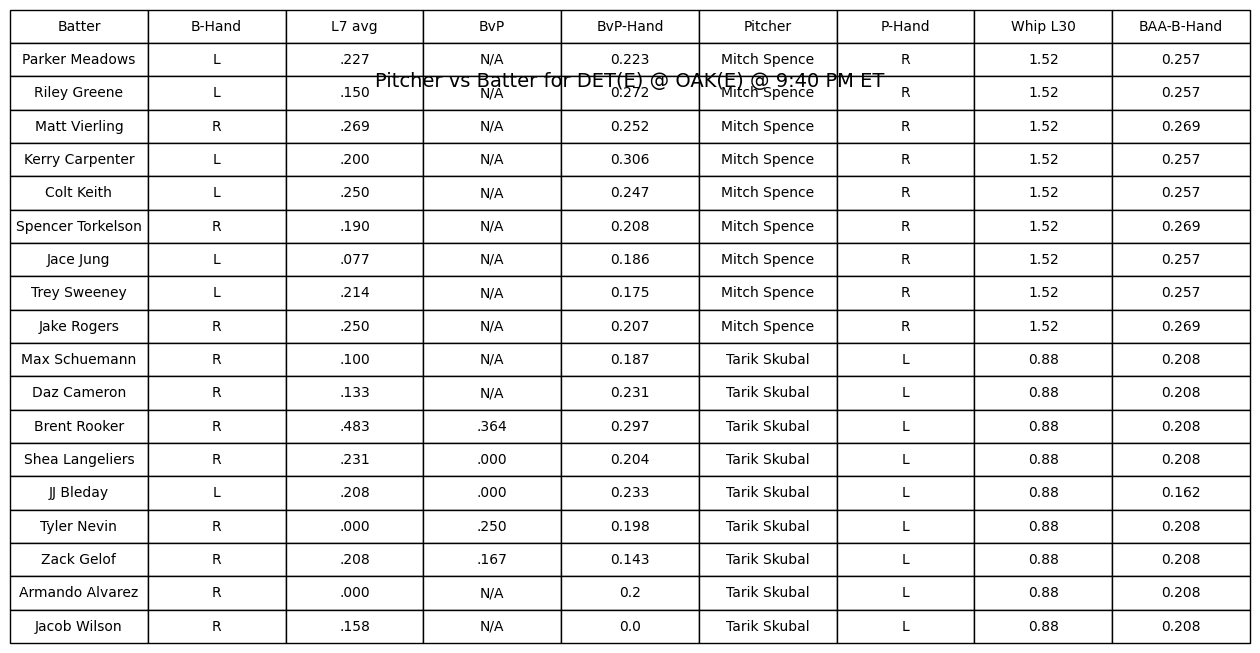 Batter B-Hand L7 avg BvP BvP-Hand Pitcher P-Hand Whip L30 BAA-B-Hand
Parker Meadows L .227 N/A 0.223 Mitch Spence R 1.52 0.257
Pitcher vs Batter for DET(E) @ OAK(E) @ 9:40 PM ET
Riley Greene L .150 N/A 0.272 Mitch Spence R 1.52 0.257
Matt Vierling R .269 N/A 0.252 Mitch Spence R 1.52 0.269
Kerry Carpenter L .200 N/A 0.306 Mitch Spence R 1.52 0.257
Colt Keith L .250 N/A 0.247 Mitch Spence R 1.52 0.257
Spencer Torkelson R .190 N/A 0.208 Mitch Spence R 1.52 0.269
Jace Jung L .077 N/A 0.186 Mitch Spence R 1.52 0.257
Trey Sweeney L .214 N/A 0.175 Mitch Spence R 1.52 0.257
Jake Rogers R .250 N/A 0.207 Mitch Spence R 1.52 0.269
Max Schuemann R .100 N/A 0.187 Tarik Skubal L 0.88 0.208
Daz Cameron R .133 N/A 0.231 Tarik Skubal L 0.88 0.208
Brent Rooker R .483 .364 0.297 Tarik Skubal L 0.88 0.208
Shea Langeliers R .231 .000 0.204 Tarik Skubal L 0.88 0.208
JJ Bleday L .208 .000 0.233 Tarik Skubal L 0.88 0.162
Tyler Nevin R .000 .250 0.198 Tarik Skubal L 0.88 0.208
Zack Gelof R .208 .167 0.143 Tarik Skubal L 0.88 0.208
Armando Alvarez R .000 N/A 0.2 Tarik Skubal L 0.88 0.208
Jacob Wilson R .158 N/A 0.0 Tarik Skubal L 0.88 0.208